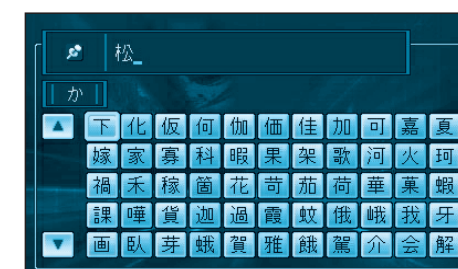 松_
か
下化仮何伽価佳加可嘉夏
嫁家寡科暇果架歌河火珂
禍禾稼箇花苛茄荷華菓蝦
課嘩貨迦過霞蚊俄峨我牙
画臥芽蛾賀雅餓駕介会解